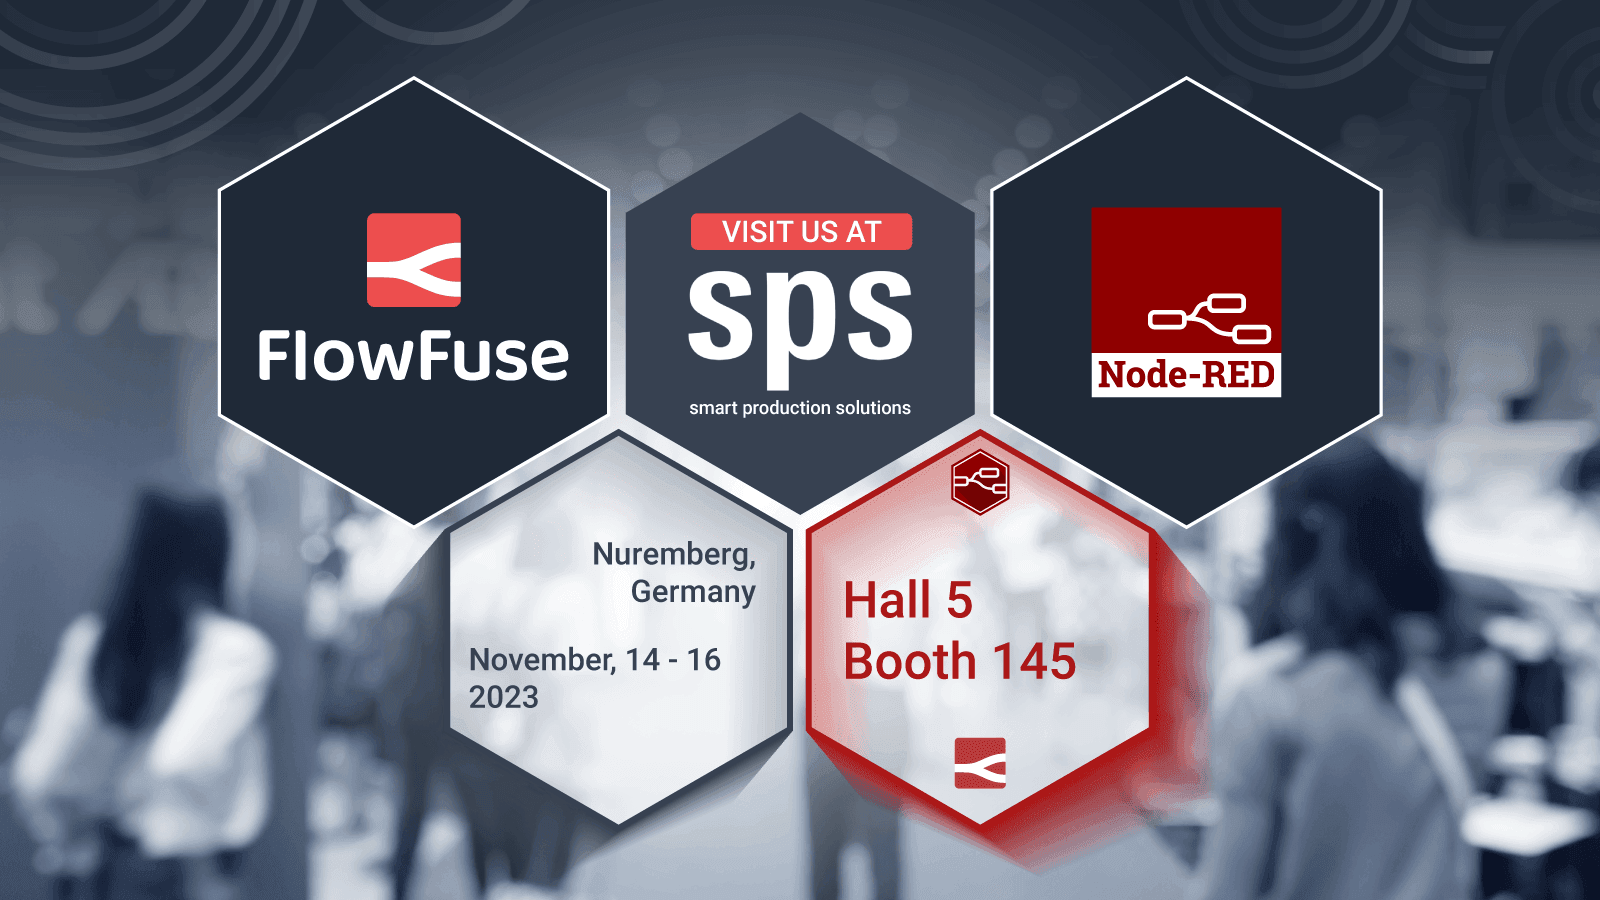 FlowFuse
VISIT US AT
sps
smart production solutions
Node-RED
Nuremberg,
Germany
November, 14 - 16
2023
Hall 5
Booth 145